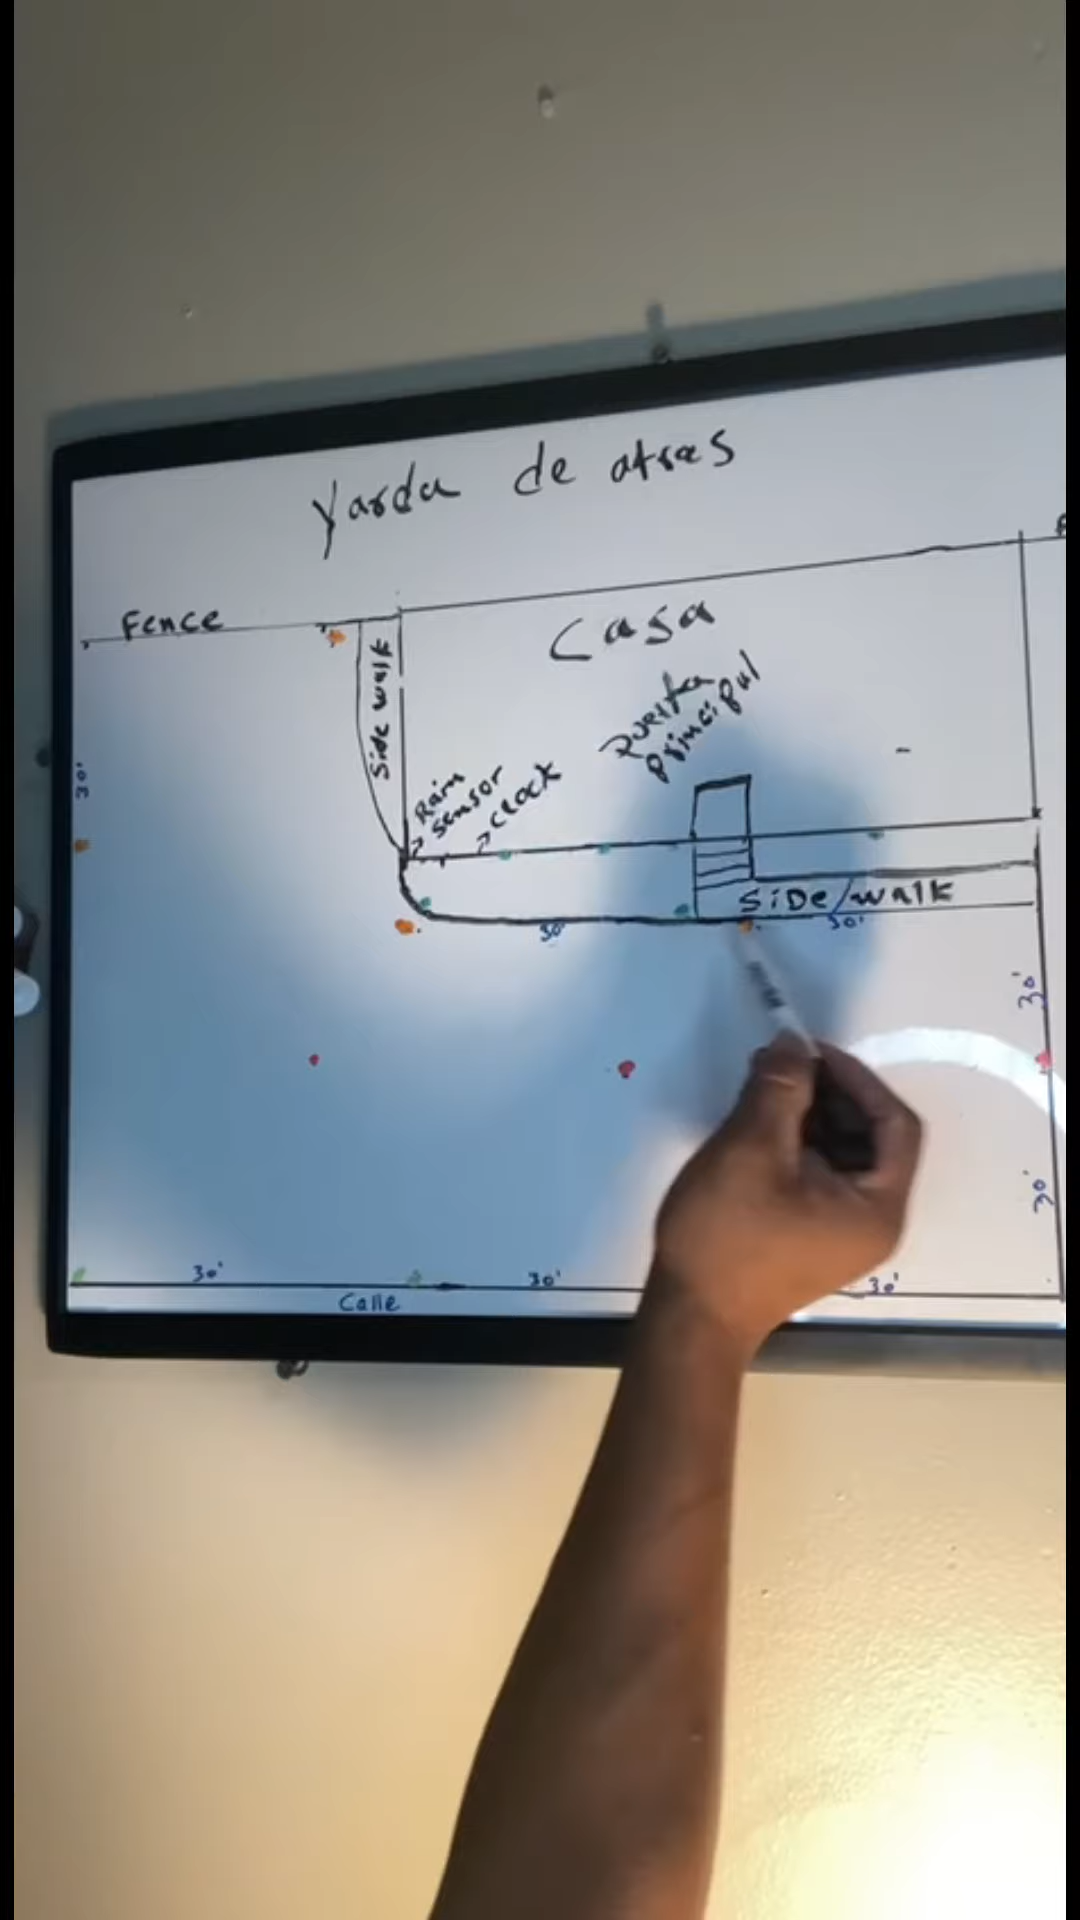 Yarda de atras
Fence
Casa
Side walk
Puerta
Principal
Rain
sensor
Clock
30'
SiDe/walk
30'
30'
30'
30'
30'
30'
30'
Calle